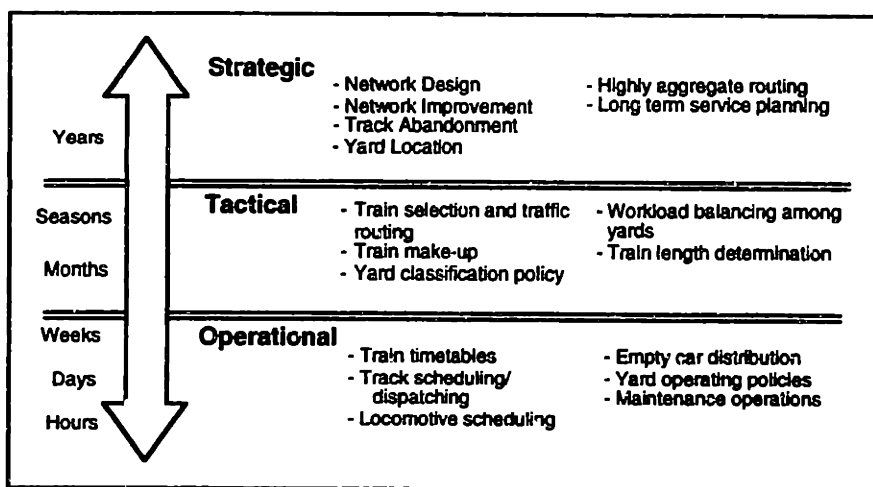 Strategic
- Network Design
- Network Improvement
- Track Abandonment
- Yard Location
- Highly aggregate routing
- Long term service planning
Years
Tactical
Seasons
Months
- Train selection and traffic
routing
- Train make-up
- Yard classification policy
- Workload balancing among
yards
- Train length determination
Operational
Weeks
Days
Hours
- Train timetables
- Track scheduling/
dispatching
- Locomotive scheduling
- Empty car distribution
- Yard operating policies
- Maintenance operations